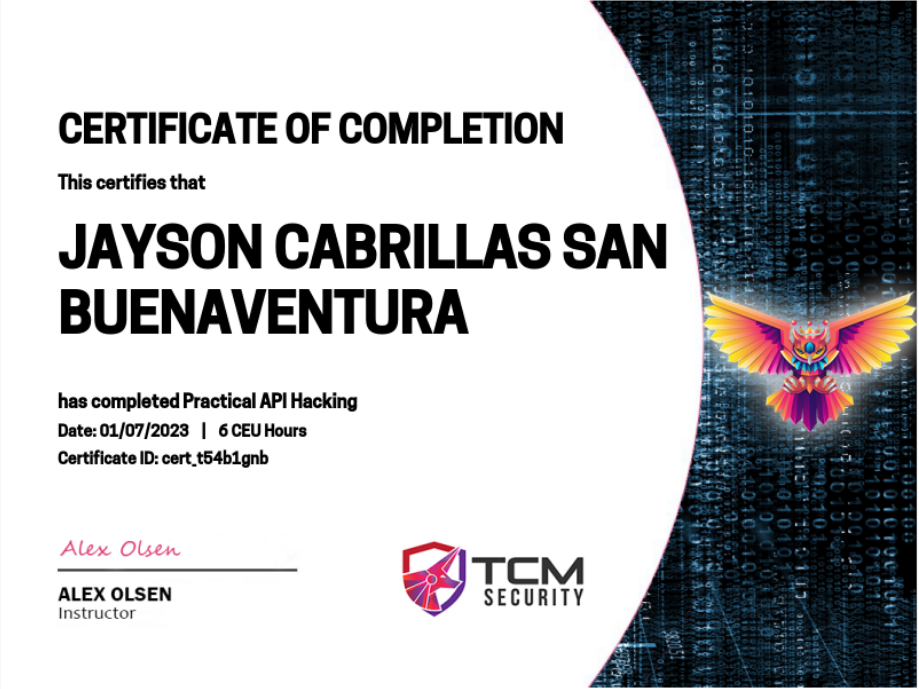 CERTIFICATE OF COMPLETION
This certifies that
JAYSON CABRILLAS SAN
BUENAVENTURA
has completed Practical API Hacking
Date: 01/07/2023 | 6 CEU Hours
Certificate ID: cert_t54b1gnb
Alex Olsen
ALEX OLSEN
Instructor
TCM
SECURITY